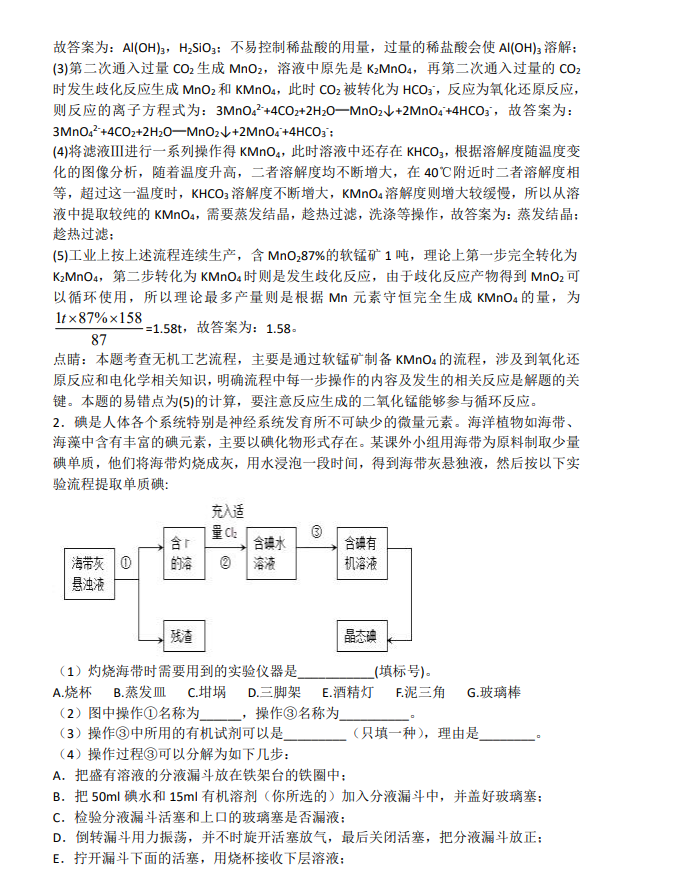 故答案为：Al(OH)₃，H₂SiO₃；不易控制稀盐酸的用量，过量的稀盐酸会使 Al(OH)₃ 溶解；
(3)第二次通入过量 CO₂ 生成 MnO₂，溶液中原先是 K₂MnO₄，再第二次通入过量的 CO₂
时发生歧化反应生成 MnO₂ 和 KMnO₄，此时 CO₂ 被转化为 HCO₃⁻，反应为氧化还原反应，
则反应的离子方程式为：3MnO₄²⁻+4CO₂+2H₂O═MnO₂↓+2MnO₄⁻+4HCO₃⁻，故答案为：
3MnO₄²⁻+4CO₂+2H₂O═MnO₂↓+2MnO₄⁻+4HCO₃⁻；
(4)将滤液Ⅲ进行一系列操作得 KMnO₄，此时溶液中还存在 KHCO₃，根据溶解度随温度变
化的图像分析，随着温度升高，二者溶解度均不断增大，在 40℃附近时二者溶解度相
等，超过这一温度时，KHCO₃ 溶解度不断增大，KMnO₄ 溶解度则增大较缓慢，所以从溶
液中提取较纯的 KMnO₄，需要蒸发结晶，趁热过滤，洗涤等操作，故答案为：蒸发结晶；
趁热过滤；
(5)工业上按上述流程连续生产，含 MnO₂87%的软锰矿 1 吨，理论上第一步完全转化为
K₂MnO₄，第二步转化为 KMnO₄ 时则是发生歧化反应，由于歧化反应产物得到 MnO₂ 可
以循环使用，所以理论最多产量则是根据 Mn 元素守恒完全生成 KMnO₄ 的量，为
1t×87%×158
87
=1.58t，故答案为：1.58。
点睛：本题考查无机工艺流程，主要是通过软锰矿制备 KMnO₄ 的流程，涉及到氧化还
原反应和电化学相关知识，明确流程中每一步操作的内容及发生的相关反应是解题的关
键。本题的易错点为(5)的计算，要注意反应生成的二氧化锰能够参与循环反应。
2．碘是人体各个系统特别是神经系统发育所不可缺少的微量元素。海洋植物如海带、
海藻中含有丰富的碘元素，主要以碘化物形式存在。某课外小组用海带为原料制取少量
碘单质，他们将海带灼烧成灰，用水浸泡一段时间，得到海带灰悬独液，然后按以下实
验流程提取单质碘:
充入适
量 Cl₂
海带灰
悬浊液
①
含 I⁻
的溶
②
含碘水
溶液
③
含碘有
机溶液
残渣
晶态碘
（1）灼烧海带时需要用到的实验仪器是__________(填标号)。
A.烧杯 B.蒸发皿 C.坩埚 D.三脚架 E.酒精灯 F.泥三角 G.玻璃棒
（2）图中操作①名称为______，操作③名称为__________。
（3）操作③中所用的有机试剂可以是_________（只填一种），理由是________。
（4）操作过程③可以分解为如下几步：
A．把盛有溶液的分液漏斗放在铁架台的铁圈中；
B．把 50ml 碘水和 15ml 有机溶剂（你所选的）加入分液漏斗中，并盖好玻璃塞；
C．检验分液漏斗活塞和上口的玻璃塞是否漏液；
D．倒转漏斗用力振荡，并不时旋开活塞放气，最后关闭活塞，把分液漏斗放正；
E．拧开漏斗下面的活塞，用烧杯接收下层溶液；